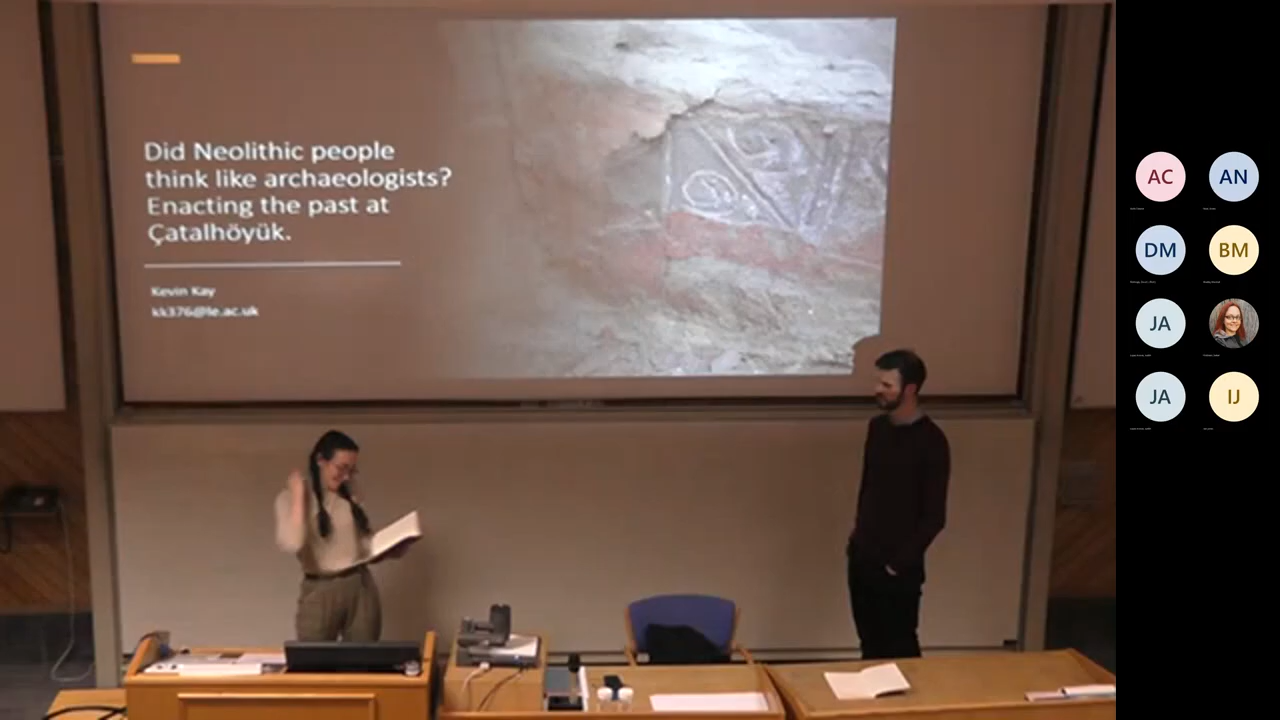 Did Neolithic people
think like archaeologists?
Enacting the past at
Çatalhöyük.
Kevin Kay
kk376@le.ac.uk
AC
AN
DM
BM
JA
JA
IJ